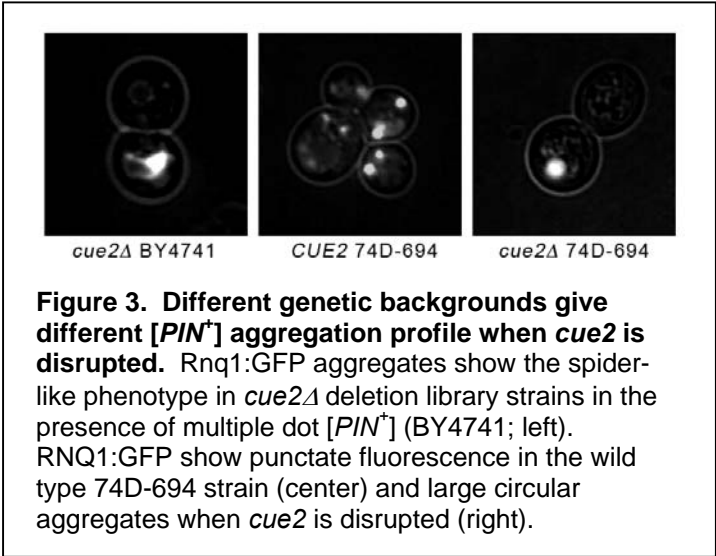 cue2Δ BY4741 CUE2 74D-694 cue2Δ 74D-694
Figure 3. Different genetic backgrounds give
different [PIN+] aggregation profile when cue2 is
disrupted. Rnq1:GFP aggregates show the spider-
like phenotype in cue2Δ deletion library strains in the
presence of multiple dot [PIN+] (BY4741; left).
RNQ1:GFP show punctate fluorescence in the wild
type 74D-694 strain (center) and large circular
aggregates when cue2 is disrupted (right).